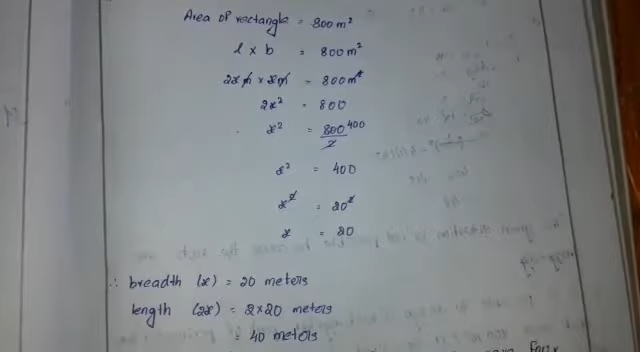 Area of rectangle = 800 m²
l × b = 800 m²
2x m × x m = 800 m²
2x² = 800
x² = 800/2 400
x² = 400
x² = 20²
x = 20
∴ breadth (x) = 20 meters
length (2x) = 2×20 meters
= 40 meters